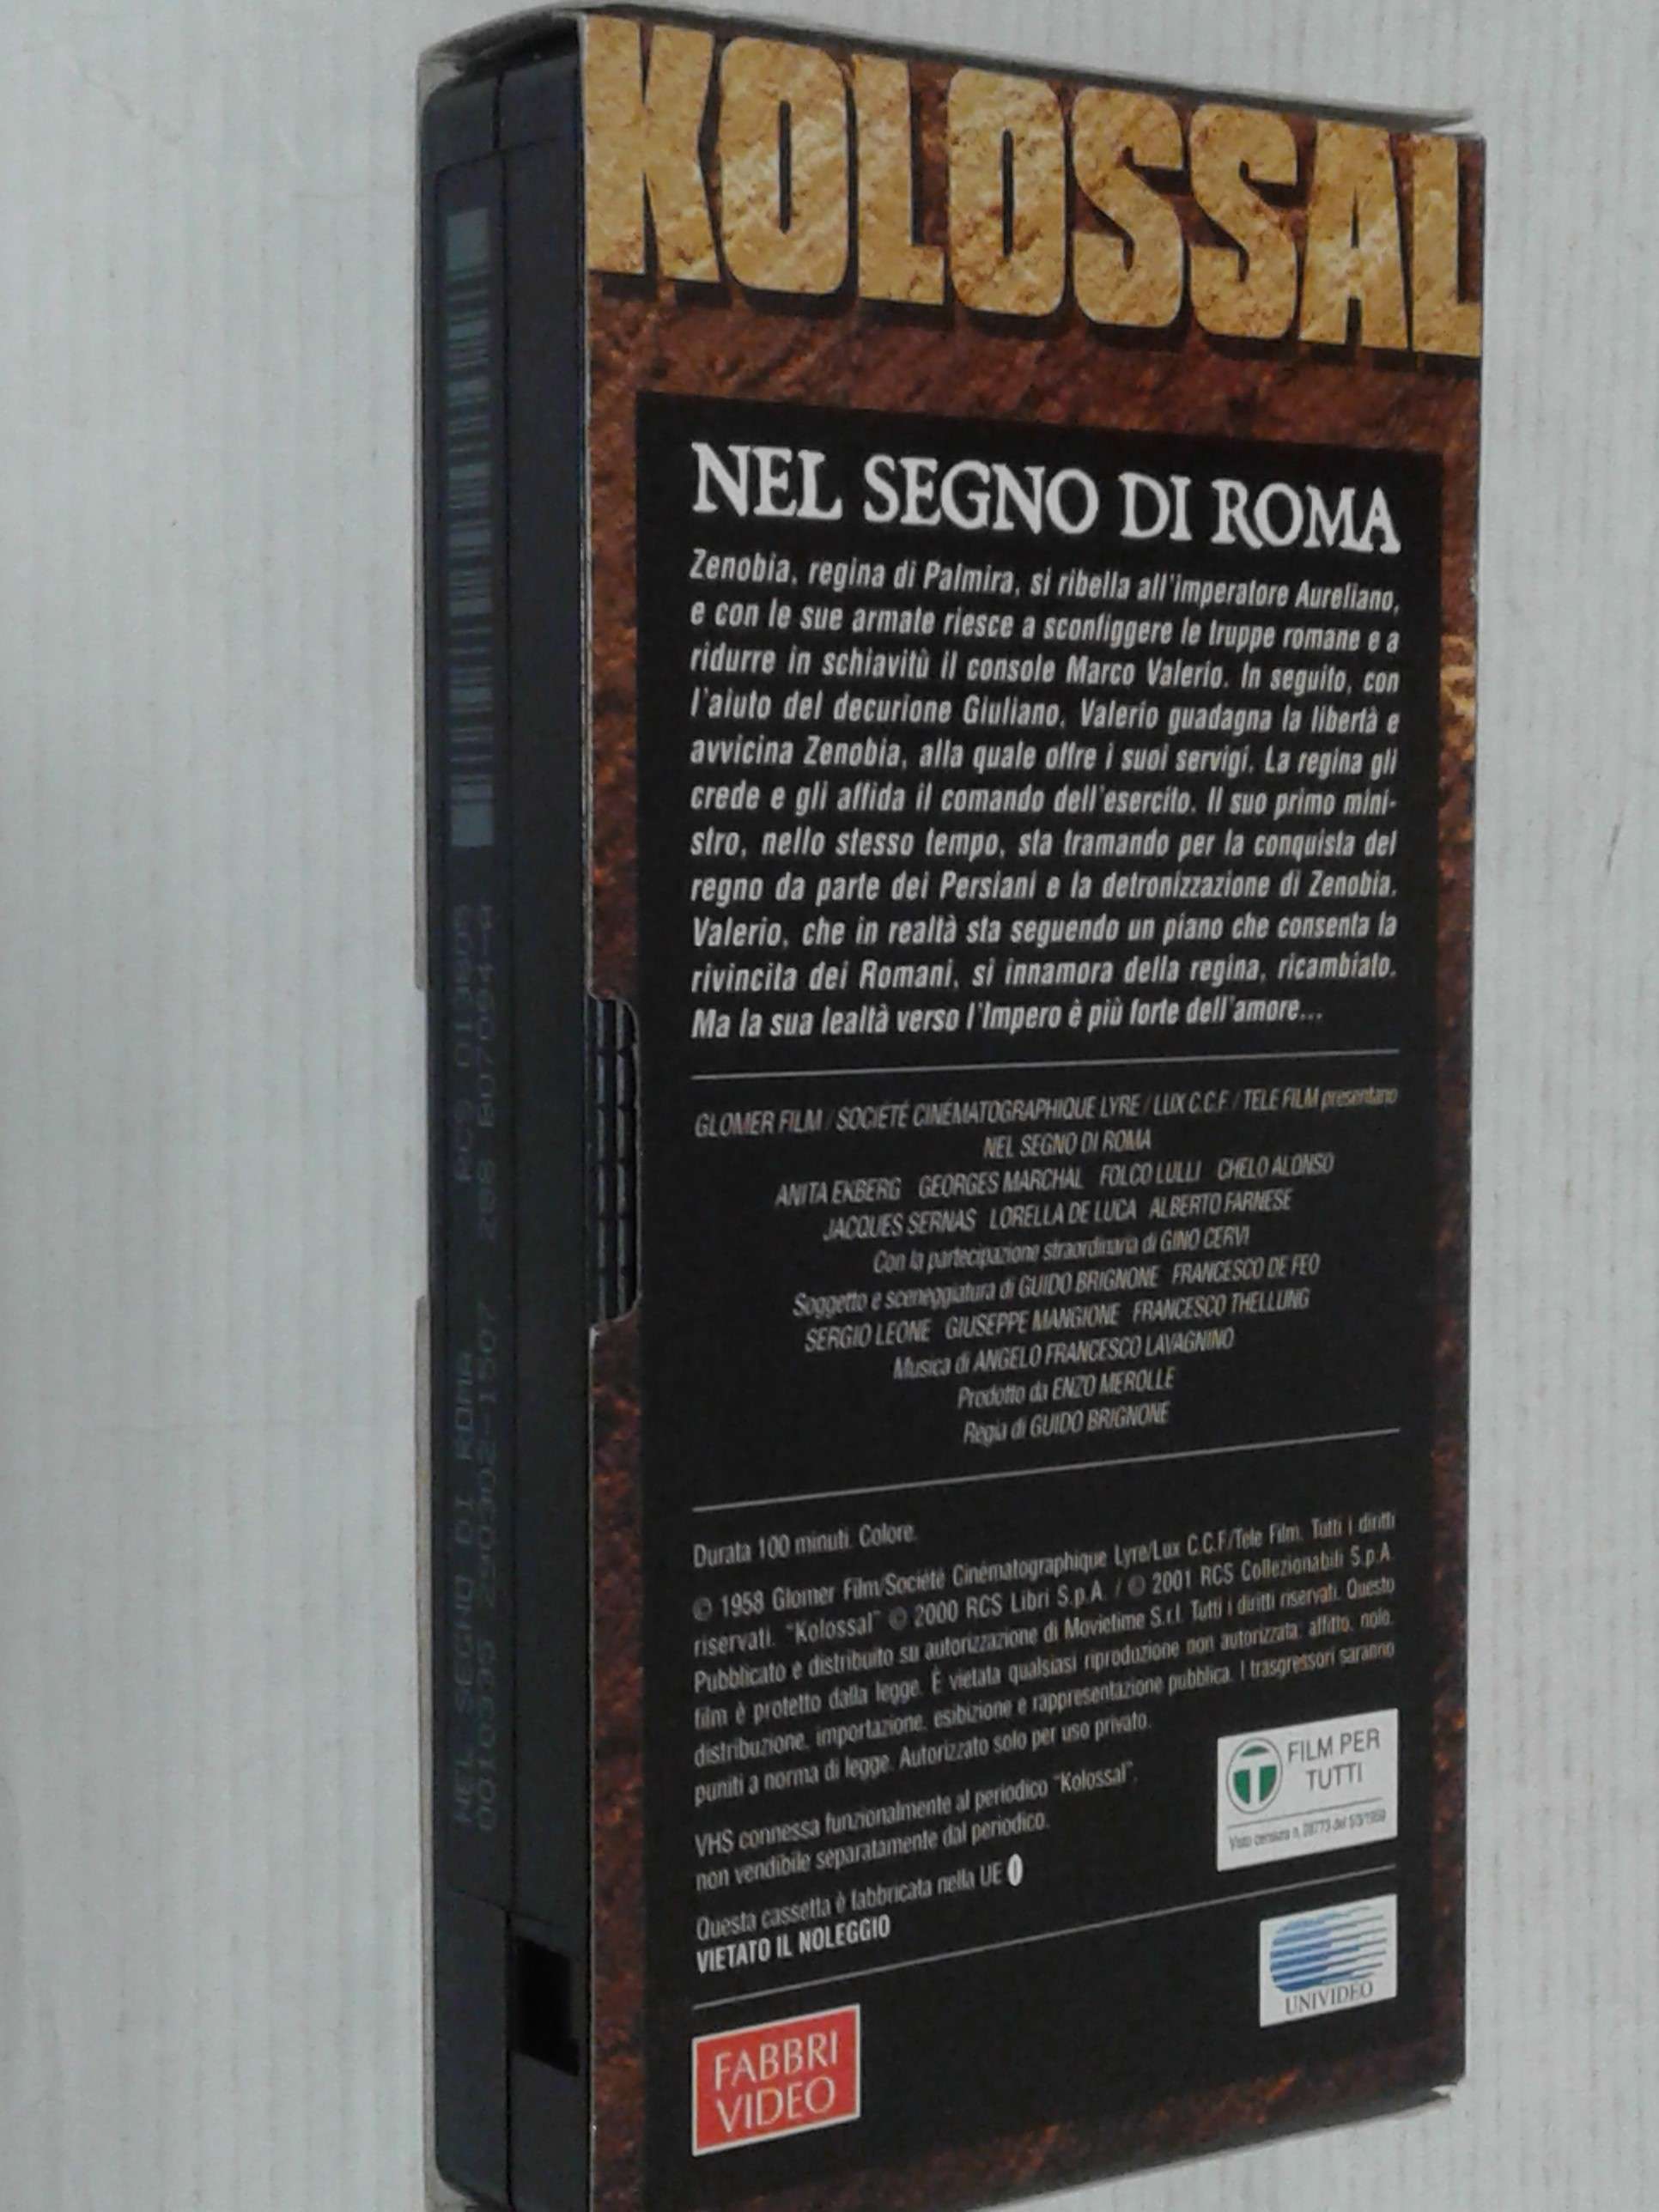 KOLOSSAL
NEL SEGNO DI ROMA
Zenobia, regina di Palmira, si ribella all'imperatore Aureliano,
e con le sue armate riesce a sconfiggere le truppe romane e a
ridurre in schiavitù il console Marco Valerio. In seguito, con
l'aiuto del decurione Giuliano, Valerio guadagna la libertà e
avvicina Zenobia, alla quale offre i suoi servigi. La regina gli
crede e gli affida il comando dell'esercito. Il suo primo mini-
stro, nello stesso tempo, sta tramando per la conquista del
regno da parte dei Persiani e la detronizzazione di Zenobia.
Valerio, che in realtà sta seguendo un piano che consenta la
rivincita dei Romani, si innamora della regina, ricambiato.
Ma la sua lealtà verso l'Impero è più forte dell'amore...
GLOMER FILM / SOCIÉTÉ CINÉMATOGRAPHIQUE LYRE / LUX C.C.F. / TELE FILM presentano
NEL SEGNO DI ROMA
ANITA EKBERG GEORGES MARCHAL FOLCO LULLI CHELO ALONSO
JACQUES SERNAS LORELLA DE LUCA ALBERTO FARNESE
Con la partecipazione straordinaria di GINO CERVI
Soggetto e sceneggiatura di GUIDO BRIGNONE FRANCESCO DE FEO
SERGIO LEONE GIUSEPPE MANGIONE FRANCESCO THELLUNG
Musica di ANGELO FRANCESCO LAVAGNINO
Prodotto da ENZO MEROLLE
Regia di GUIDO BRIGNONE
Durata 100 minuti. Colore.
© 1958 Glomer Film/Société Cinématographique Lyre/Lux C.C.F./Tele Film. Tutti i diritti
riservati. "Kolossal" © 2000 RCS Libri S.p.A. / © 2001 RCS Collezionabili S.p.A.
Pubblicato e distribuito su autorizzazione di Movietime S.r.l. Tutti i diritti riservati. Questo
film è protetto dalla legge. È vietata qualsiasi riproduzione non autorizzata, affitto, nolo,
distribuzione, importazione, esibizione e rappresentazione pubblica. I trasgressori saranno
puniti a norma di legge. Autorizzato solo per uso privato.
VHS connessa funzionalmente al periodico "Kolossal",
non vendibile separatamente dal periodico.
Questa cassetta è fabbricata nella UE
VIETATO IL NOLEGGIO
T FILM PER
TUTTI
Visto censura n. del
UNIVIDEO
FABBRI
VIDEO
NEL SEGNO DI ROMA RCS